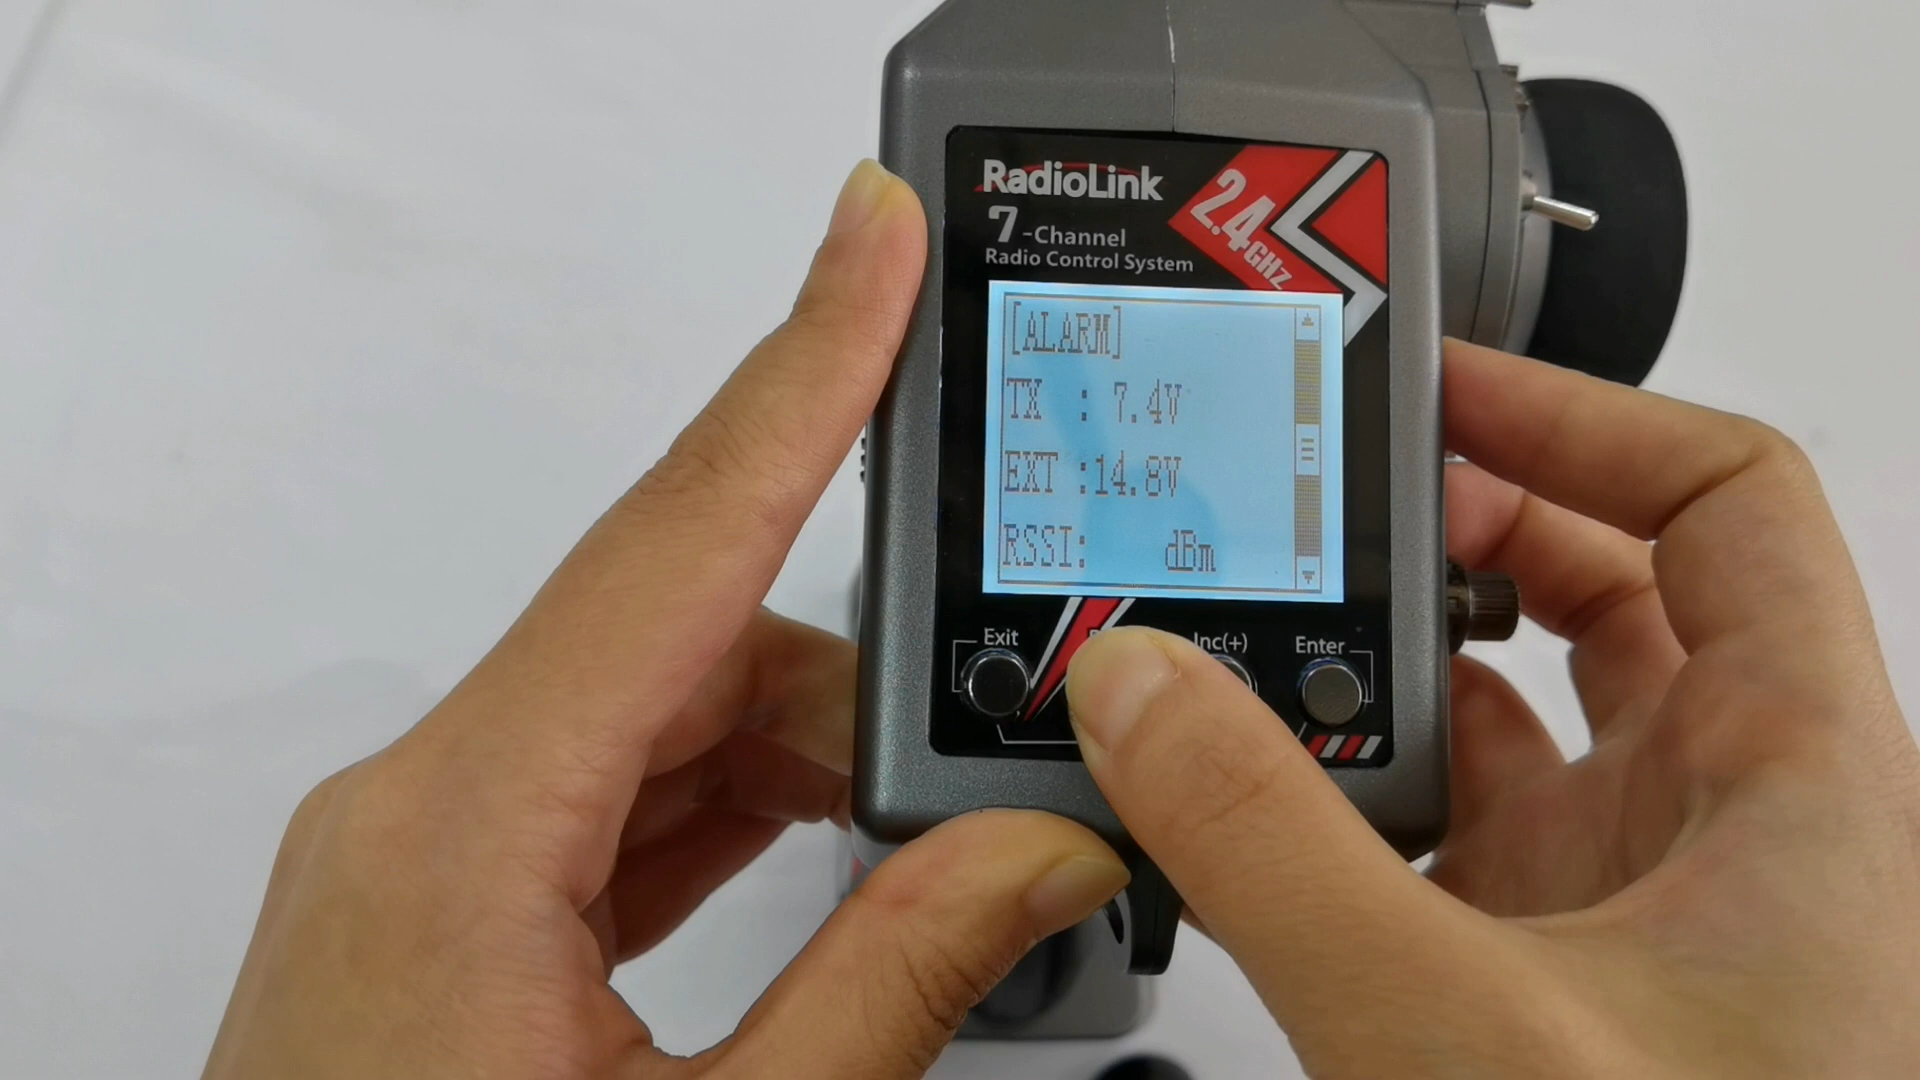 RadioLink
7-Channel
Radio Control System
2.4GHz
[ALARM]
TX : 7.4V
EXT :14.8V
RSSI: dBm
Exit
Inc(+)
Enter